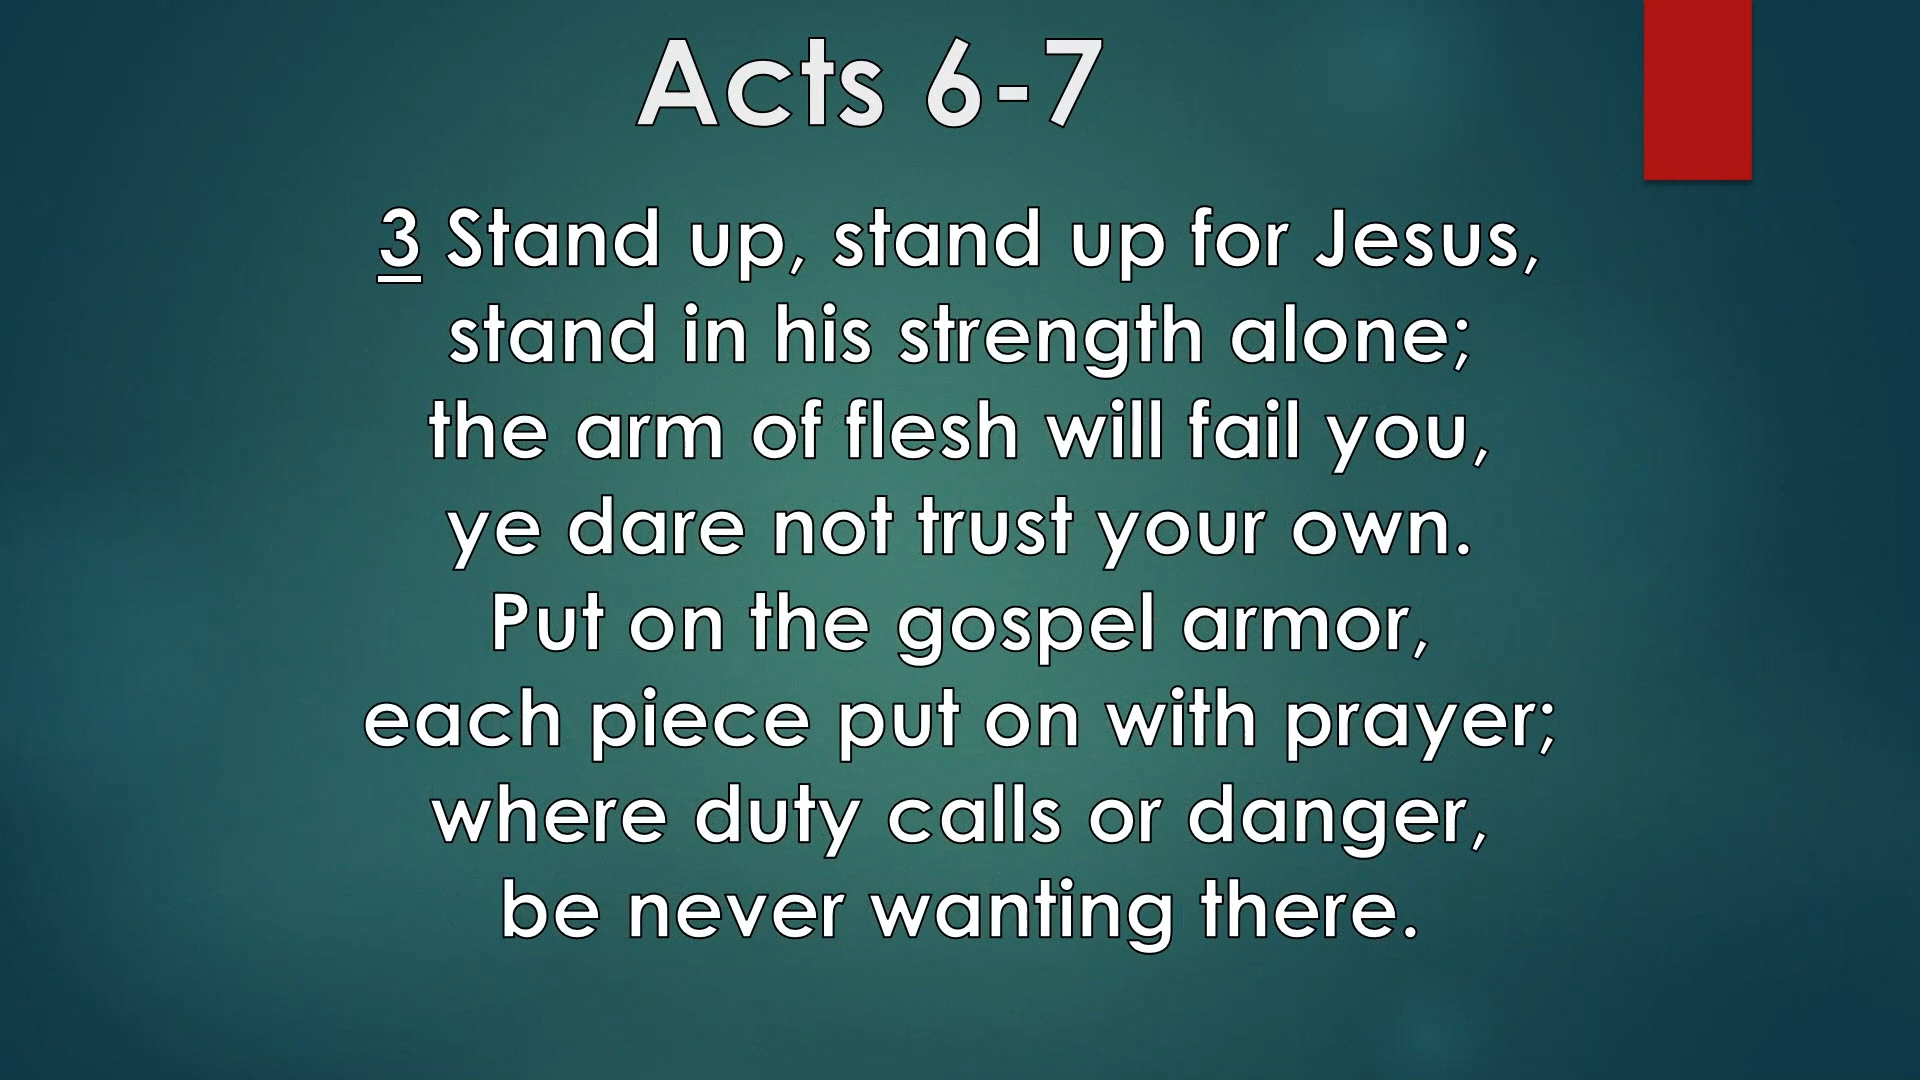 Acts 6-7
3 Stand up, stand up for Jesus,
stand in his strength alone;
the arm of flesh will fail you,
ye dare not trust your own.
Put on the gospel armor,
each piece put on with prayer;
where duty calls or danger,
be never wanting there.